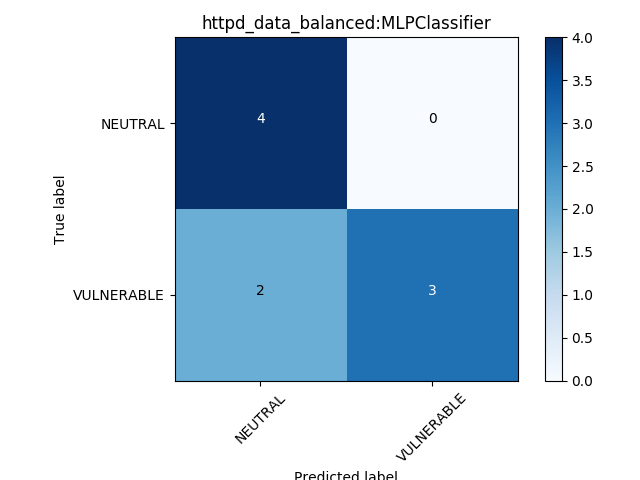 httpd_data_balanced:MLPClassifier
NEUTRAL
VULNERABLE
True label
4
0
2
3
NEUTRAL
VULNERABLE
Predicted label
4.0
3.5
3.0
2.5
2.0
1.5
1.0
0.5
0.0